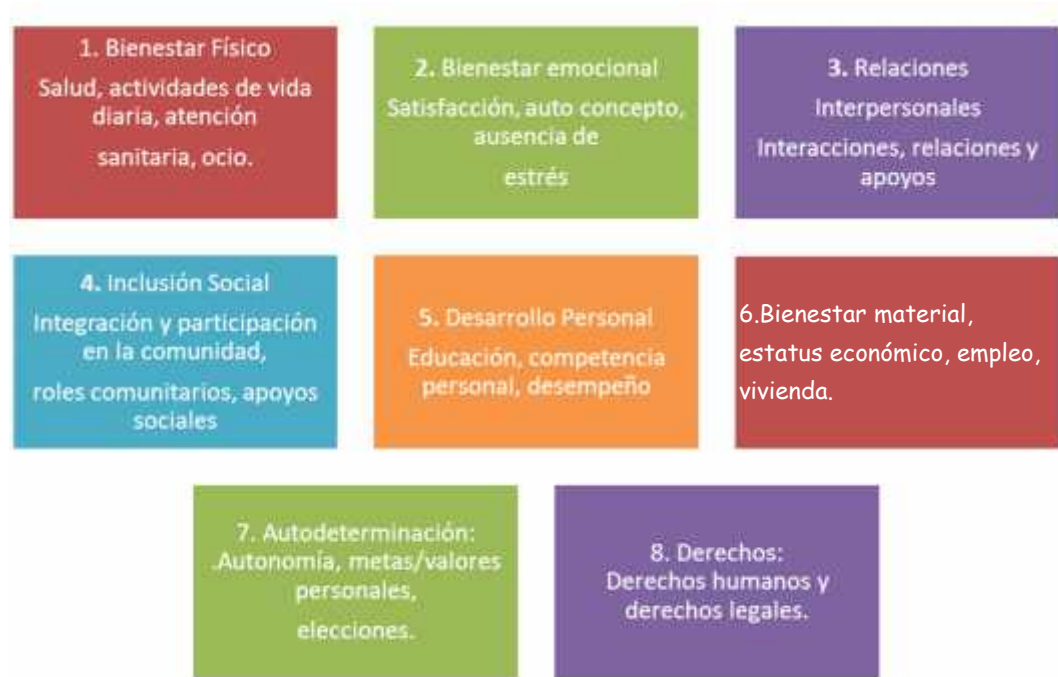 1. Bienestar Físico
Salud, actividades de vida
diaria, atención
sanitaria, ocio.
2. Bienestar emocional
Satisfacción, auto concepto,
ausencia de
estrés
3. Relaciones
Interpersonales
Interacciones, relaciones y
apoyos
4. Inclusión Social
Integración y participación
en la comunidad,
roles comunitarios, apoyos
sociales
5. Desarrollo Personal
Educación, competencia
personal, desempeño
6.Bienestar material,
estatus económico, empleo,
vivienda.
7. Autodeterminación:
.Autonomía, metas/valores
personales,
elecciones.
8. Derechos:
Derechos humanos y
derechos legales.